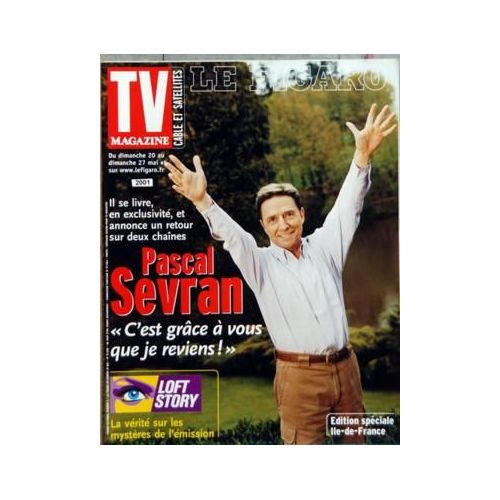 TV
MAGAZINE
CABLE ET SATELLITES
LE FIGARO
Du dimanche 20 au
dimanche 27 mai et
sur www.lefigaro.fr
2001
Il se livre,
en exclusivité, et
annonce un retour
sur deux chaînes
Pascal
Sevran
« C'est grâce à vous
que je reviens ! »
LOFT
STORY
La vérité sur les
mystères de l'émission
Edition spéciale
Ile-de-France